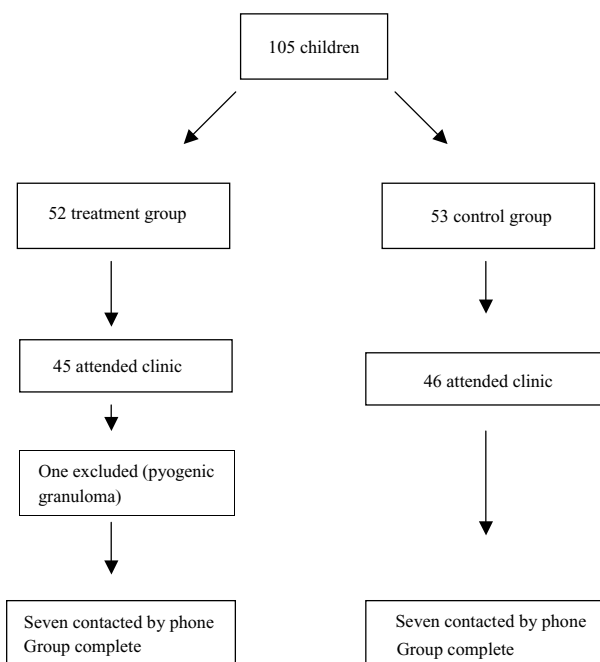 105 children
52 treatment group
53 control group
45 attended clinic
46 attended clinic
One excluded (pyogenic
granuloma)
Seven contacted by phone
Group complete
Seven contacted by phone
Group complete